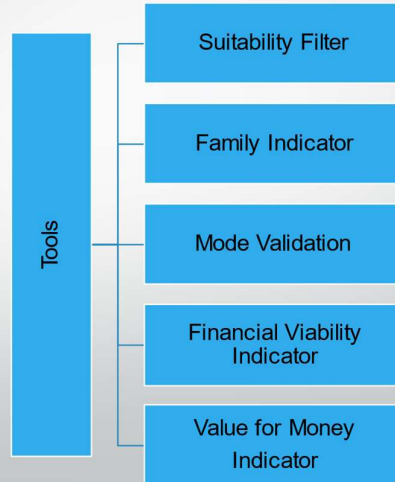 Tools
Suitability Filter
Family Indicator
Mode Validation
Financial Viability
Indicator
Value for Money
Indicator